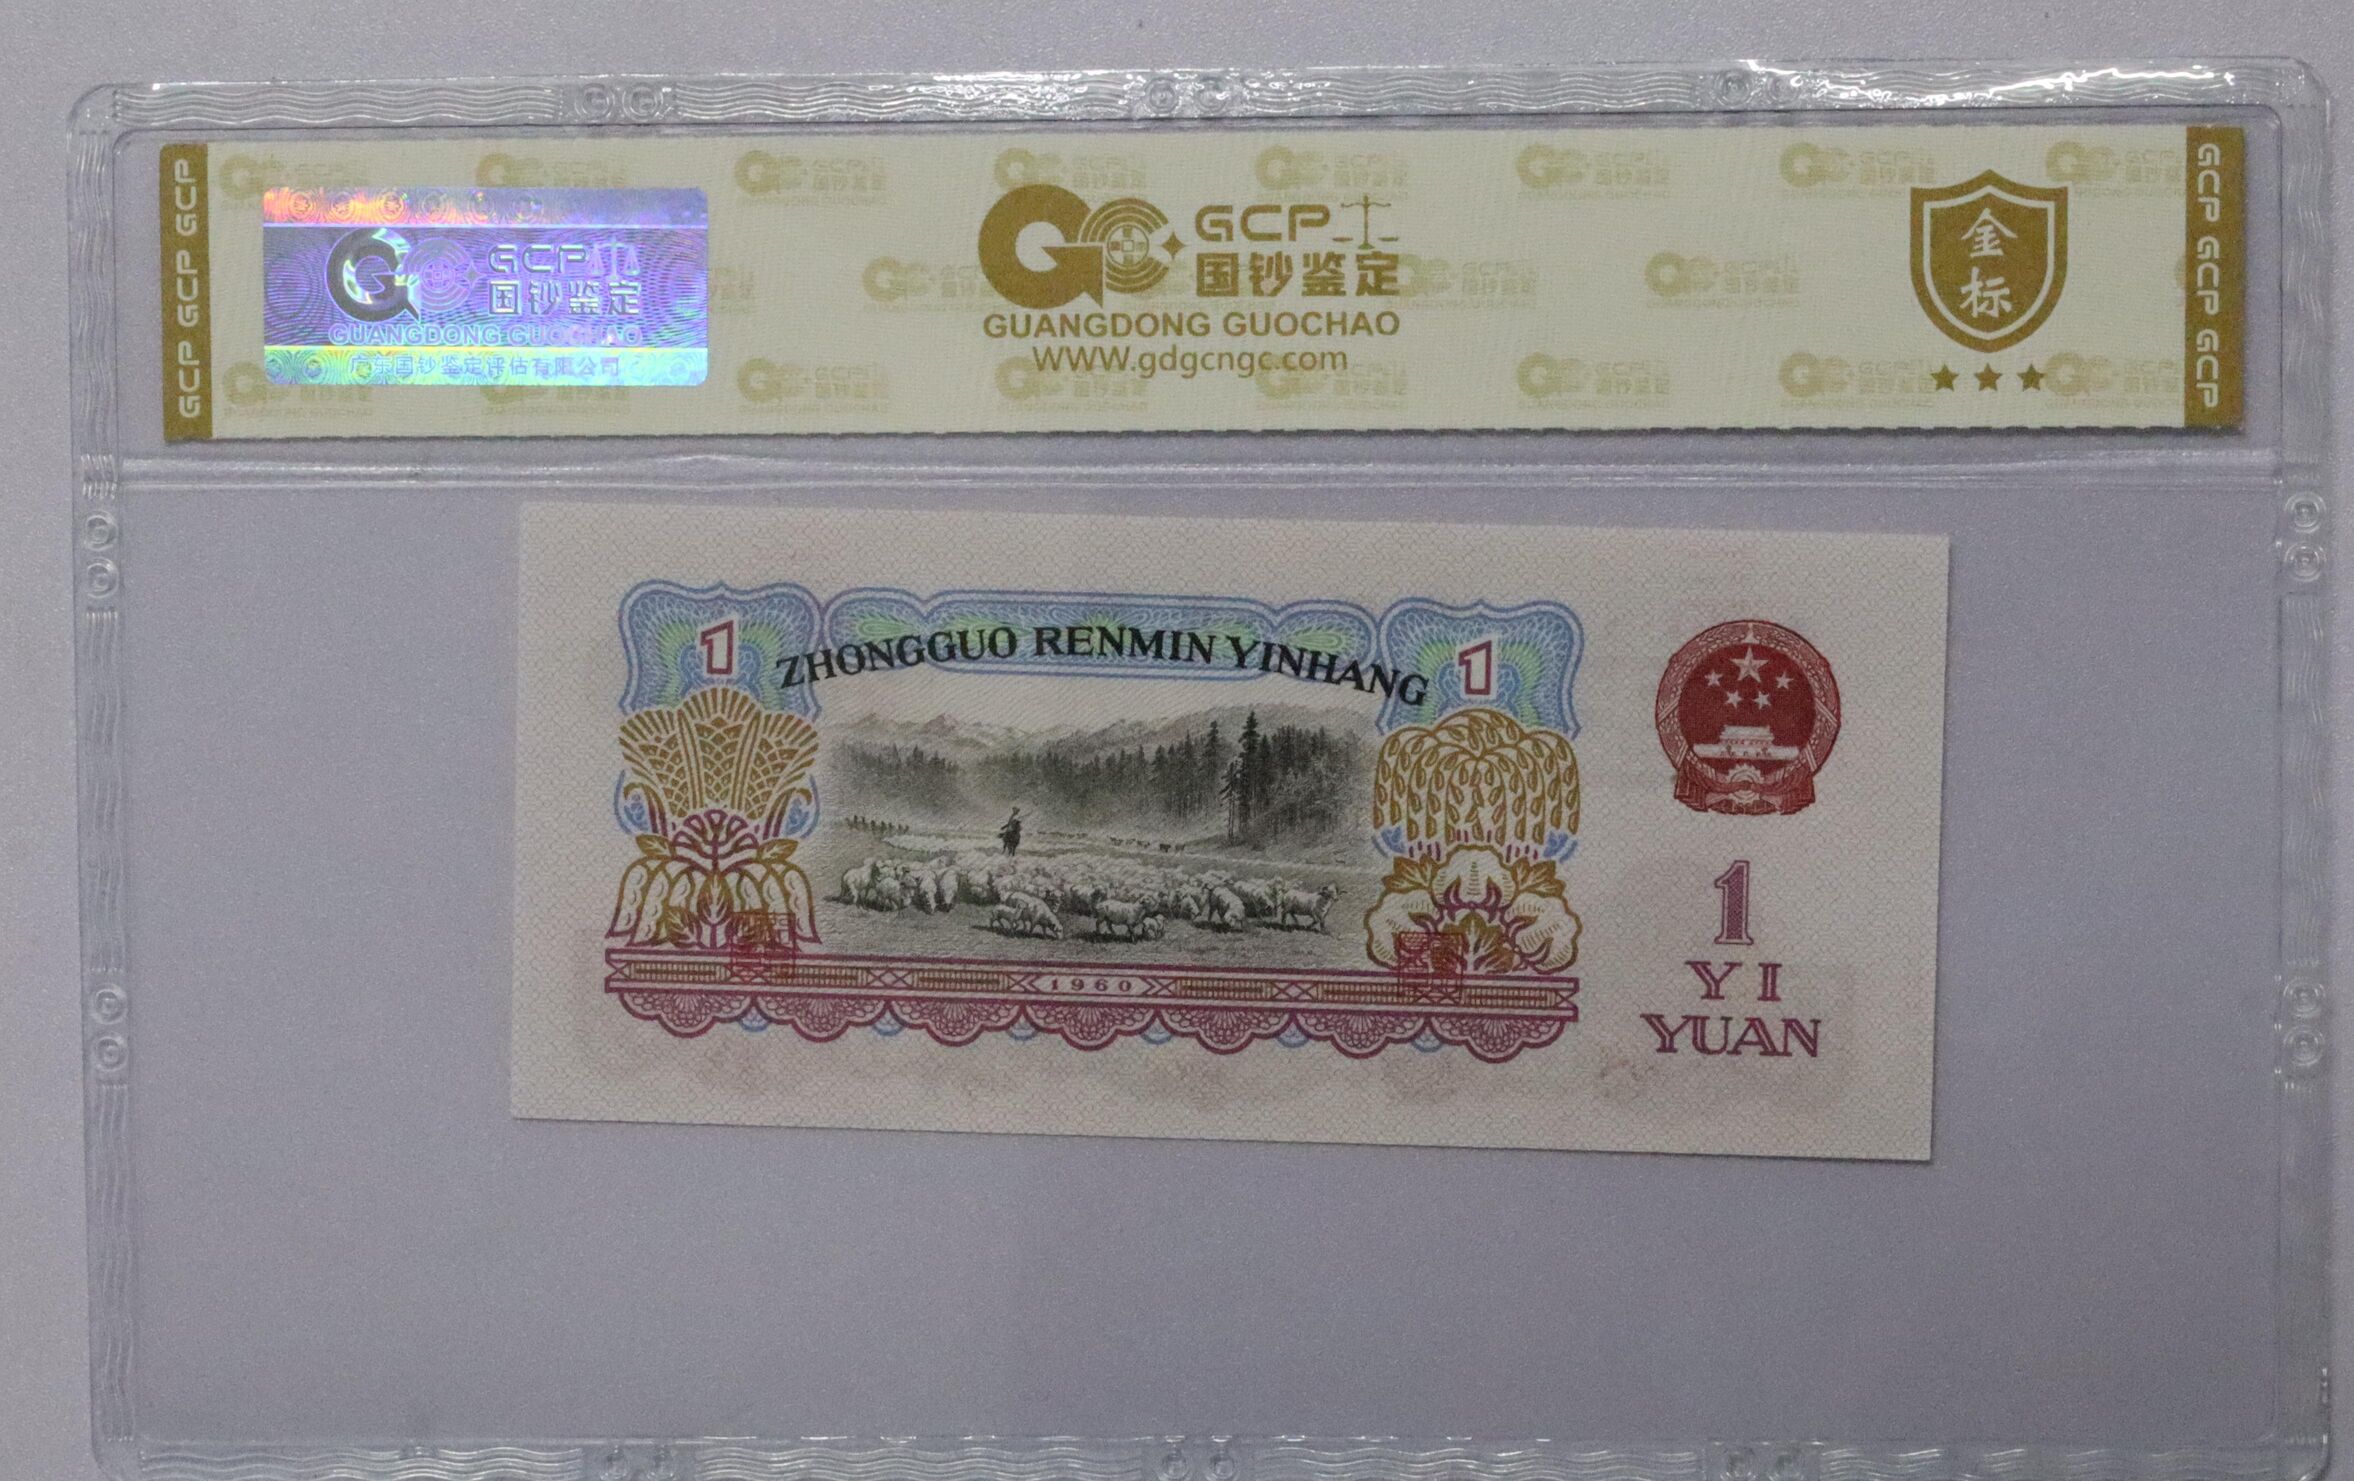 GCP GCP GCP
GCP
国钞鉴定
GUANGDONG GUOCHAO
广东国钞鉴定评估有限公司
GCP
国钞鉴定
GUANGDONG GUOCHAO
WWW.gdgcngc.com
金
标
GCP GCP GCP
1
ZHONGGUO RENMIN YINHANG
1
1960
1
YI
YUAN